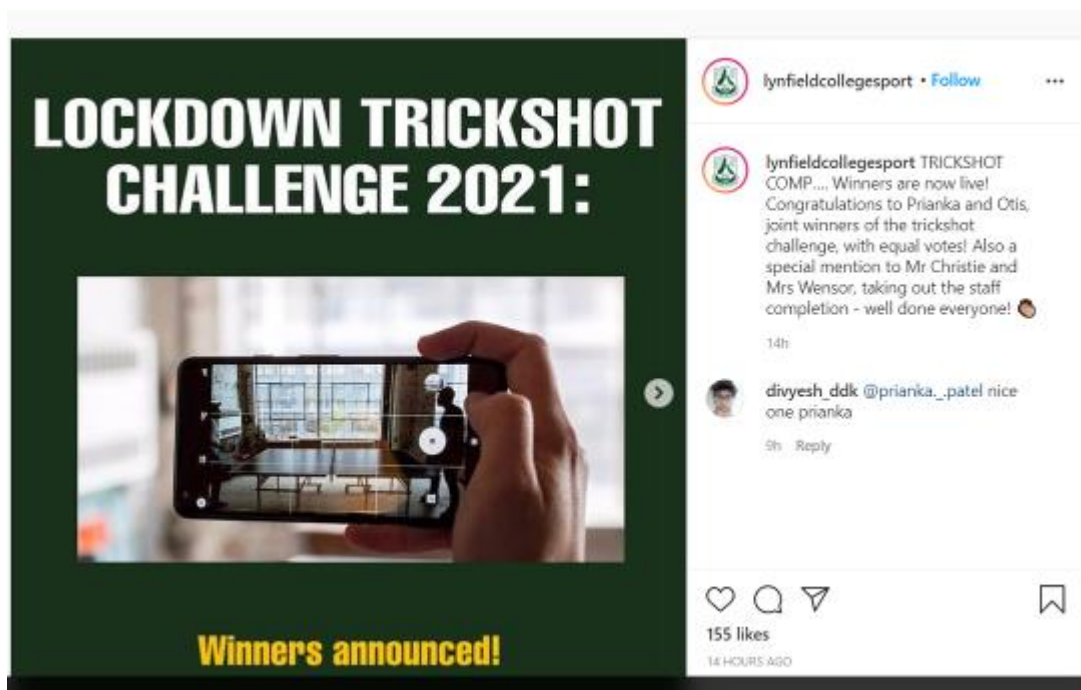 LOCKDOWN TRICKSHOT
CHALLENGE 2021:
Winners announced!
lynfieldcollegesport • Follow
lynfieldcollegesport TRICKSHOT
COMP.... Winners are now live!
Congratulations to Prianka and Otis,
joint winners of the trickshot
challenge, with equal votes! Also a
special mention to Mr Christie and
Mrs Wensor, taking out the staff
completion - well done everyone! 👏🏽
14h
divyesh_ddk @prianka._.patel nice
one prianka
9h Reply
155 likes
14 HOURS AGO